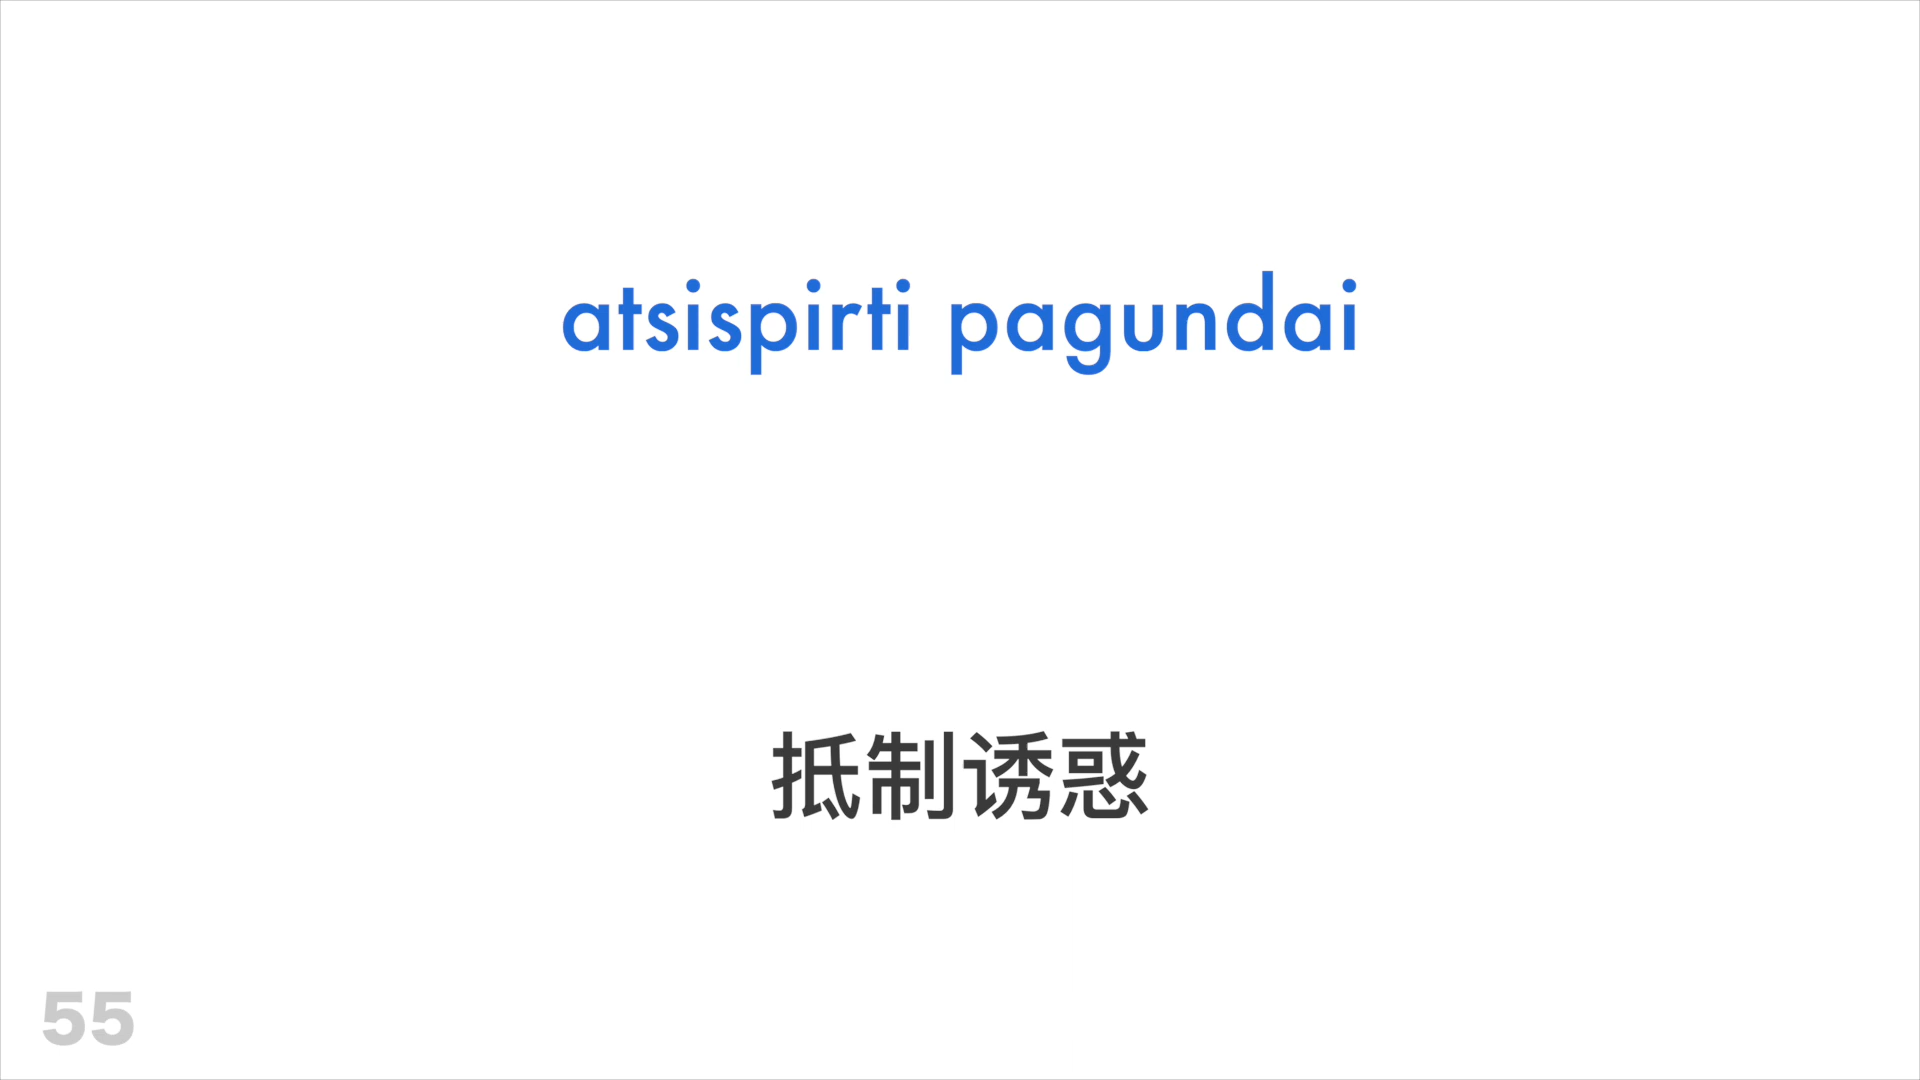 atsispirti pagundai
抵制诱惑
55